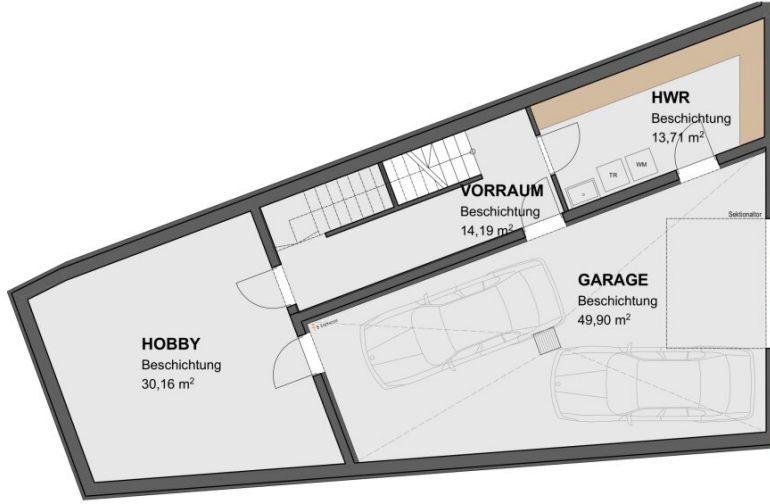 HWR
Beschichtung
13,71 m²
TR
WM
VORRAUM
Beschichtung
14,19 m²
Sektionaltor
GARAGE
Beschichtung
49,90 m²
HOBBY
Beschichtung
30,16 m²